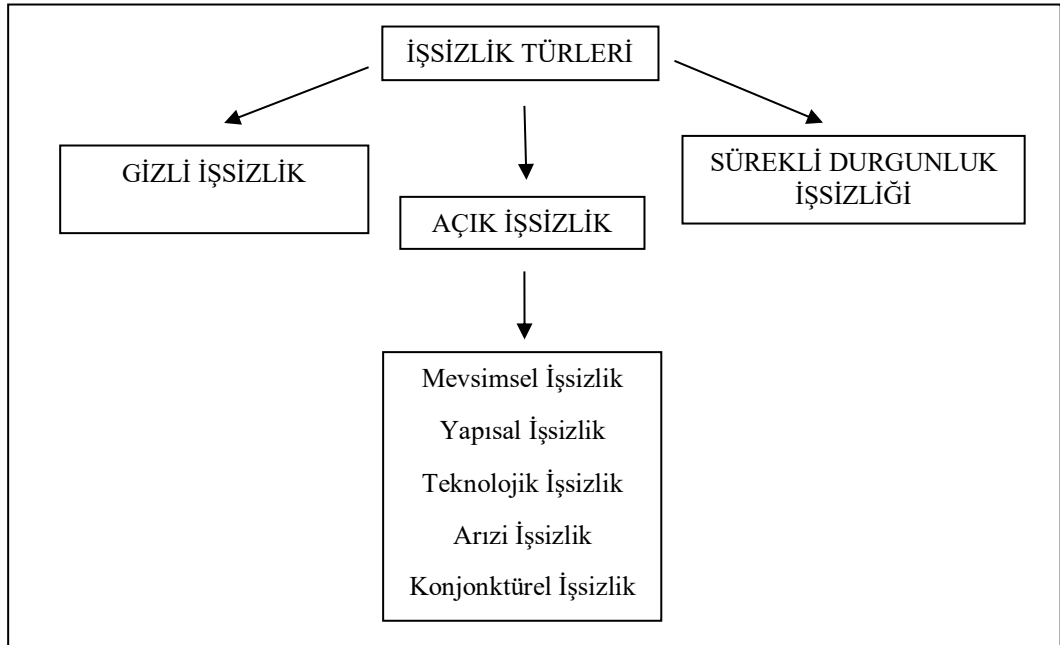 İŞSİZLİK TÜRLERİ
GİZLİ İŞSİZLİK
SÜREKLİ DURGUNLUK
İŞSİZLİĞİ
AÇIK İŞSİZLİK
Mevsimsel İşsizlik
Yapısal İşsizlik
Teknolojik İşsizlik
Arızi İşsizlik
Konjonktürel İşsizlik